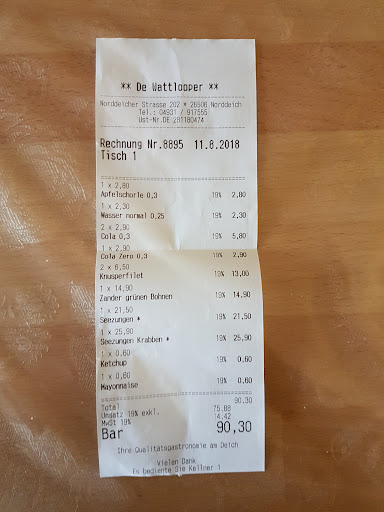 ** De Wattlooper **
Norddeicher Strasse 202 * 26506 Norddeich
Tel.: 04931 / 917555
Ust-Nr.DE 281180474
Rechnung Nr.8895 11.8.2018
Tisch 1
1 x 2,80
Apfelschorle 0,3 19% 2,80
1 x 2,30
Wasser normal 0,25 19% 2,30
2 x 2,90
Cola 0,3 19% 5,80
1 x 2,90
Cola Zero 0,3 19% 2,90
2 x 6,50
Knusperfilet 19% 13,00
1 x 14,90
Zander grünen Bohnen 19% 14,90
1 x 21,50
Seezungen * 19% 21,50
1 x 25,90
Seezungen Krabben * 19% 25,90
1 x 0,60
Ketchup 19% 0,60
1 x 0,60
Mayonnaise 19% 0,60
Total 90,30
Umsatz 19% exkl. 75,88
MwSt 19% 14,42
Bar 90,30
Ihre Qualitätsgastronomie am Deich
Vielen Dank
Es bediente Sie Kellner 1